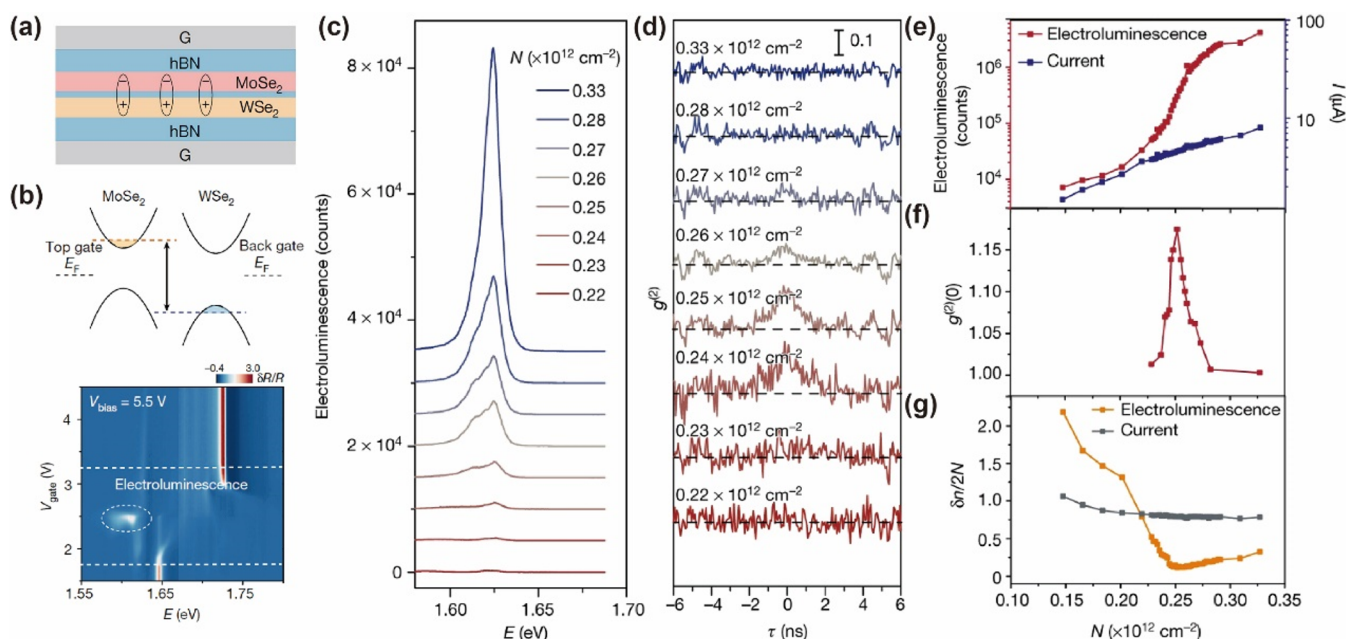 (a)
G
hBN
MoSe₂
WSe₂
hBN
G
(b)
MoSe₂ WSe₂
Top gate Back gate
E_F E_F
−0.4 3.0 δR/R
V_bias = 5.5 V
Electroluminescence
V_gate (V)
4
3
2
1.55 1.65 1.75
E (eV)
(c)
N (×10¹² cm⁻²)
0.33
0.28
0.27
0.26
0.25
0.24
0.23
0.22
Electroluminescence (counts)
8 × 10⁴
6 × 10⁴
4 × 10⁴
2 × 10⁴
0
1.60 1.65 1.70
E (eV)
(d)
0.1
0.33 × 10¹² cm⁻²
0.28 × 10¹² cm⁻²
0.27 × 10¹² cm⁻²
0.26 × 10¹² cm⁻²
0.25 × 10¹² cm⁻²
0.24 × 10¹² cm⁻²
0.23 × 10¹² cm⁻²
0.22 × 10¹² cm⁻²
g⁽²⁾
−6 −4 −2 0 2 4 6
τ (ns)
(e)
Electroluminescence
Current
Electroluminescence
(counts)
10⁶
10⁵
10⁴
100
10
I (μA)
(f)
g⁽²⁾(0)
1.15
1.10
1.05
1.00
(g)
Electroluminescence
Current
δn/2N
2.0
1.5
1.0
0.5
0
0.10 0.15 0.20 0.25 0.30 0.35
N (×10¹² cm⁻²)